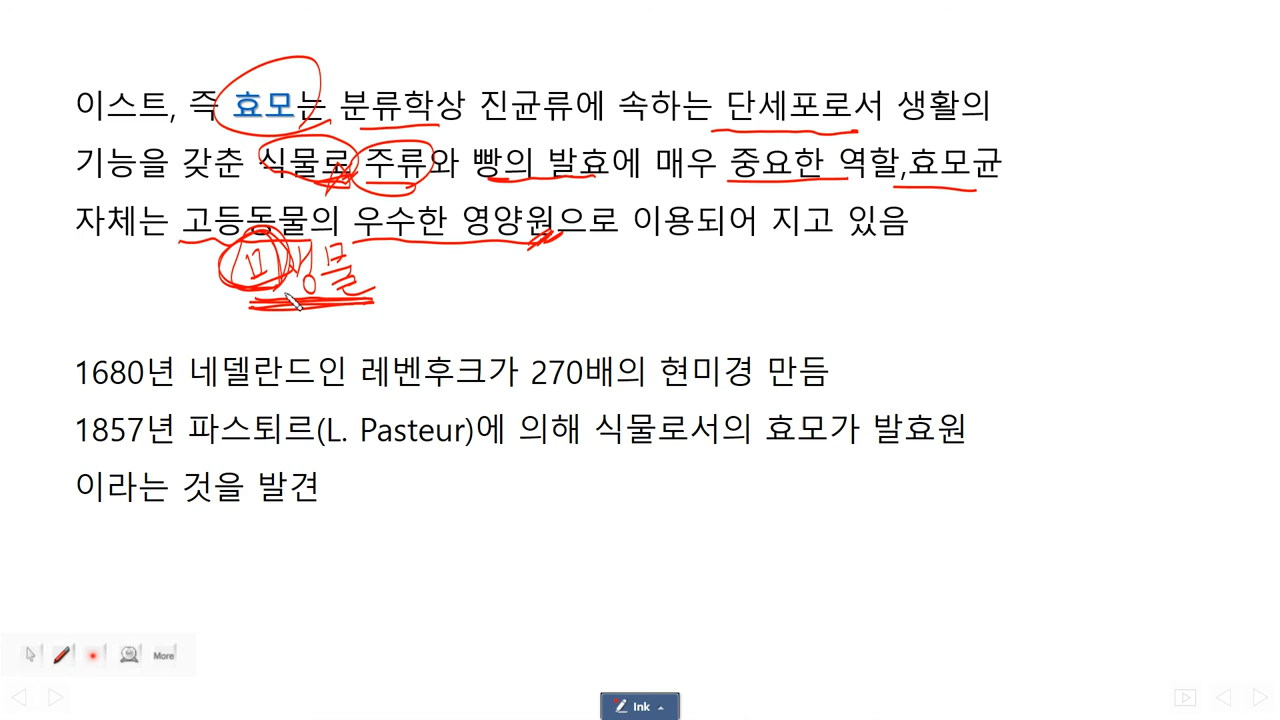 이스트, 즉 효모는 분류학상 진균류에 속하는 단세포로서 생활의
기능을 갖춘 식물로 주류와 빵의 발효에 매우 중요한 역할,효모균
자체는 고등동물의 우수한 영양원으로 이용되어 지고 있음
미생물
1680년 네델란드인 레벤후크가 270배의 현미경 만듬
1857년 파스퇴르(L. Pasteur)에 의해 식물로서의 효모가 발효원
이라는 것을 발견
More
Ink